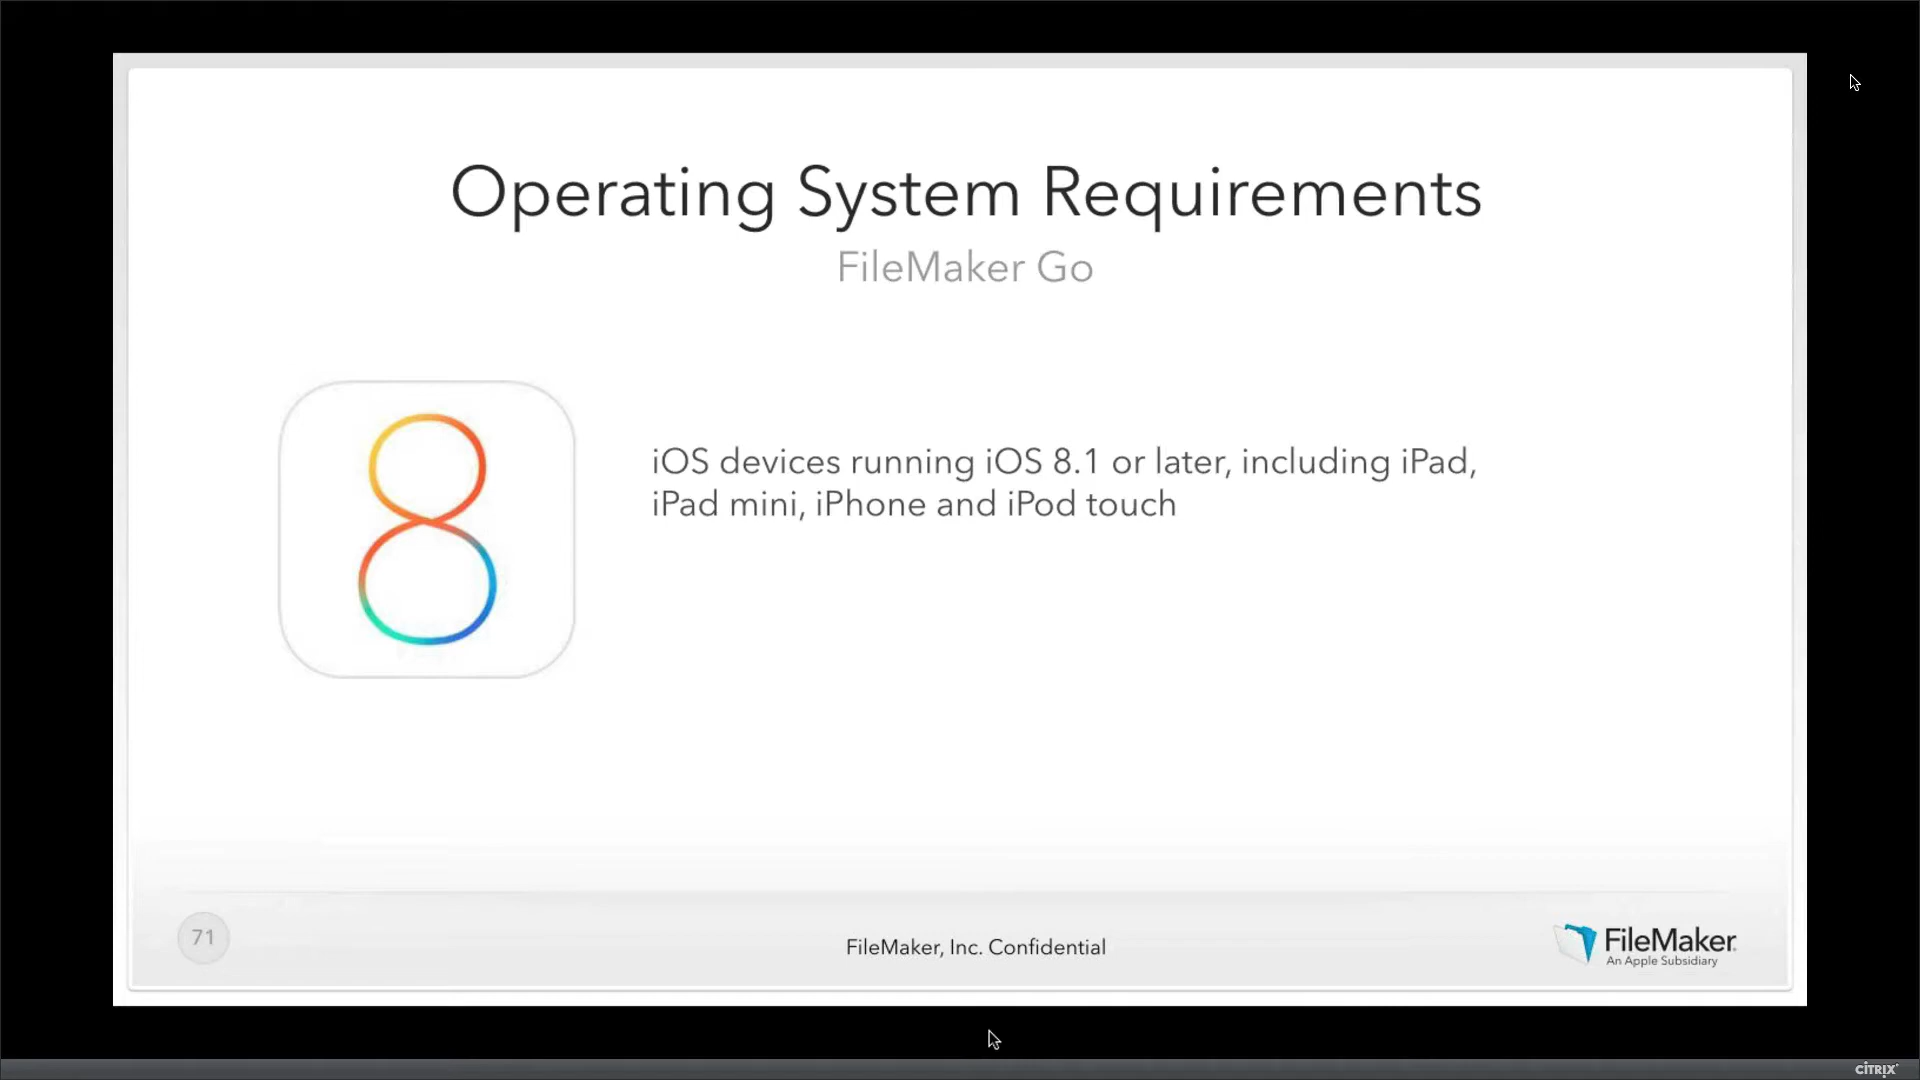 Operating System Requirements
FileMaker Go
8
iOS devices running iOS 8.1 or later, including iPad,
iPad mini, iPhone and iPod touch
71
FileMaker, Inc. Confidential
FileMaker
An Apple Subsidiary
CITRIX